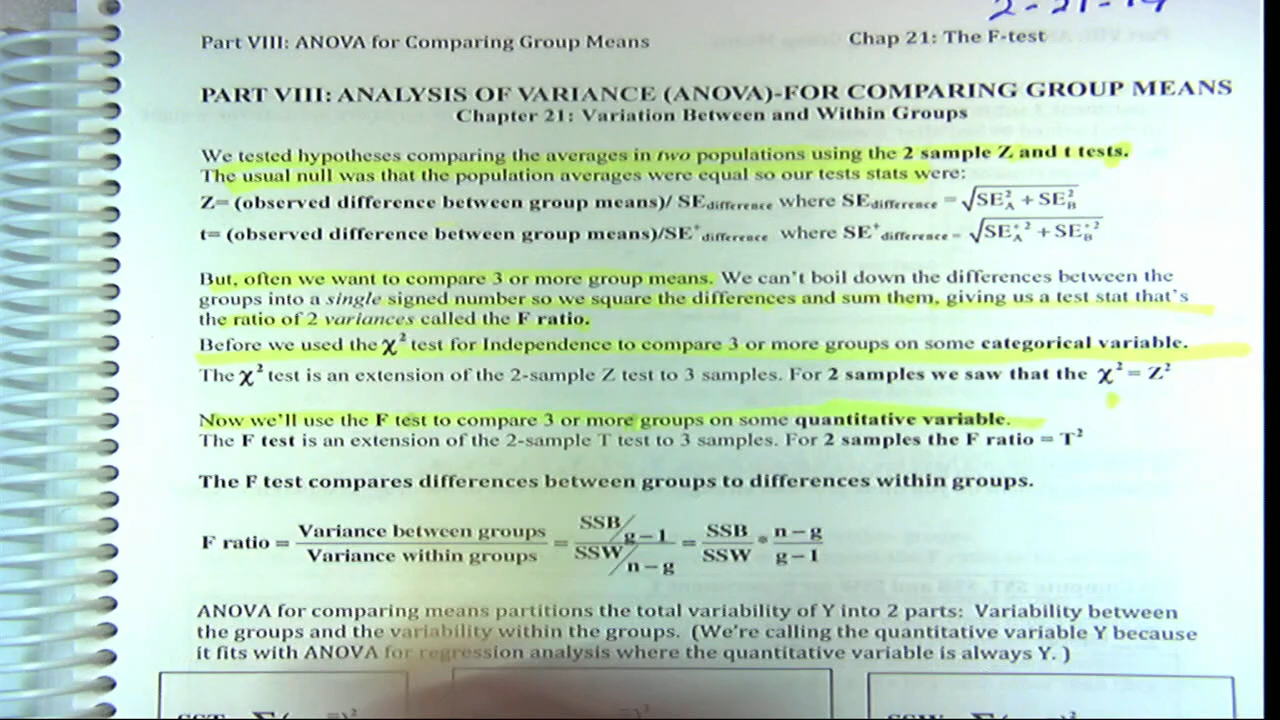 2-21-14
Part VIII: ANOVA for Comparing Group Means
Chap 21: The F-test
PART VIII: ANALYSIS OF VARIANCE (ANOVA)-FOR COMPARING GROUP MEANS
Chapter 21: Variation Between and Within Groups
We tested hypotheses comparing the averages in two populations using the 2 sample Z and t tests.
The usual null was that the population averages were equal so our tests stats were:
Z= (observed difference between group means)/ SEdifference where SEdifference = √(SE²_A + SE²_B)
t= (observed difference between group means)/SE⁺difference where SE⁺difference = √(SE⁺_A² + SE⁺_B²)
But, often we want to compare 3 or more group means. We can't boil down the differences between the
groups into a single signed number so we square the differences and sum them, giving us a test stat that's
the ratio of 2 variances called the F ratio.
Before we used the χ² test for Independence to compare 3 or more groups on some categorical variable.
The χ² test is an extension of the 2-sample Z test to 3 samples. For 2 samples we saw that the χ² = Z²
Now we'll use the F test to compare 3 or more groups on some quantitative variable.
The F test is an extension of the 2-sample T test to 3 samples. For 2 samples the F ratio = T²
The F test compares differences between groups to differences within groups.
F ratio = Variance between groups / Variance within groups = SSB/g−1 / SSW/n−g = SSB/SSW * n−g/g−1
ANOVA for comparing means partitions the total variability of Y into 2 parts: Variability between
the groups and the variability within the groups. (We're calling the quantitative variable Y because
it fits with ANOVA for regression analysis where the quantitative variable is always Y. )